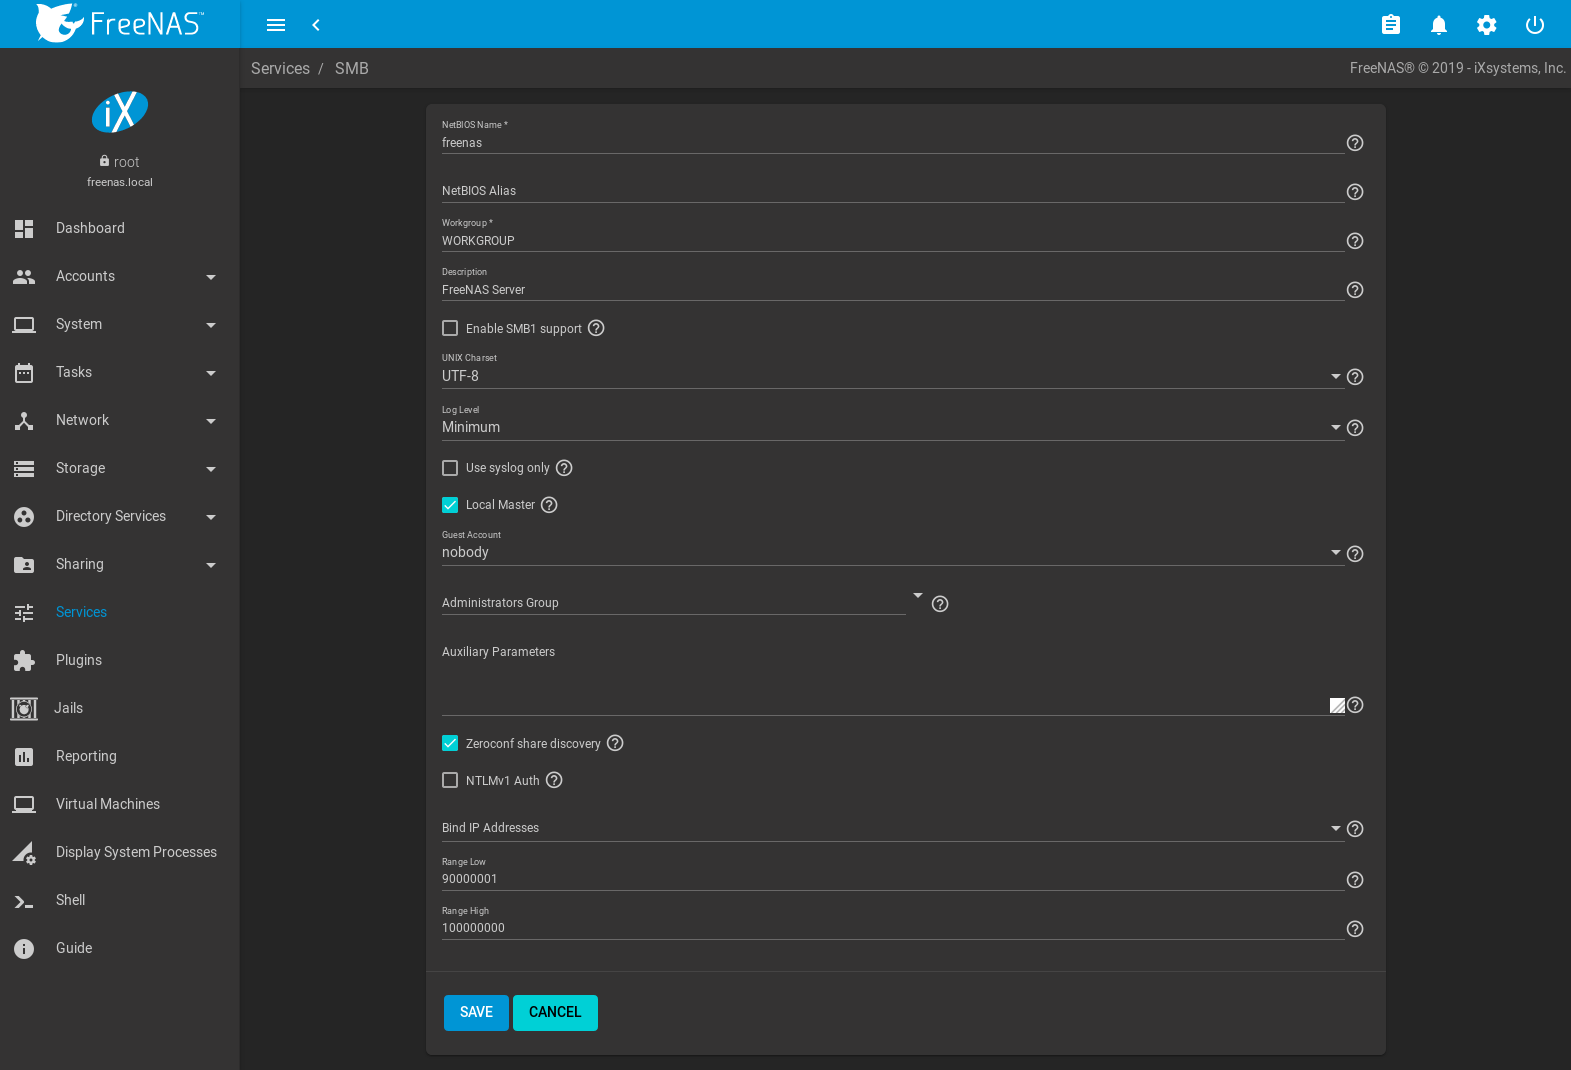 FreeNAS™
Services / SMB
FreeNAS® © 2019 - iXsystems, Inc.
iX
root
freenas.local
Dashboard
Accounts
System
Tasks
Network
Storage
Directory Services
Sharing
Services
Plugins
Jails
Reporting
Virtual Machines
Display System Processes
Shell
Guide
NetBIOS Name *
freenas
NetBIOS Alias
Workgroup *
WORKGROUP
Description
FreeNAS Server
Enable SMB1 support
UNIX Charset
UTF-8
Log Level
Minimum
Use syslog only
Local Master
Guest Account
nobody
Administrators Group
Auxiliary Parameters
Zeroconf share discovery
NTLMv1 Auth
Bind IP Addresses
Range Low
90000001
Range High
100000000
SAVE CANCEL